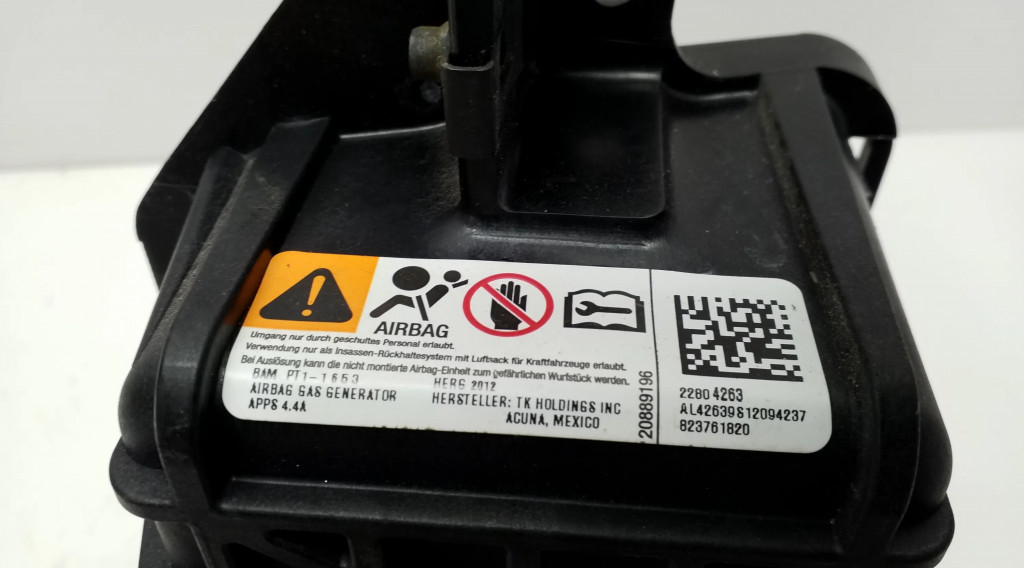 AIRBAG
Umgang nur durch geschultes Personal erlaubt.
Verwendung nur als Insassen-Rückhaltesystem mit Luftsack für Kraftfahrzeuge erlaubt.
Bei Auslösung kann die nicht montierte Airbag-Einheit zum gefährlichen Wurfstück werden.
BAM PT1-1653
AIRBAG GAS GENERATOR
APPS 4.4A
HERG 2012
HERSTELLER: TK HOLDINGS INC
ACUNA, MEXICO
20889196
22804263
AL42639S12094237
823761820